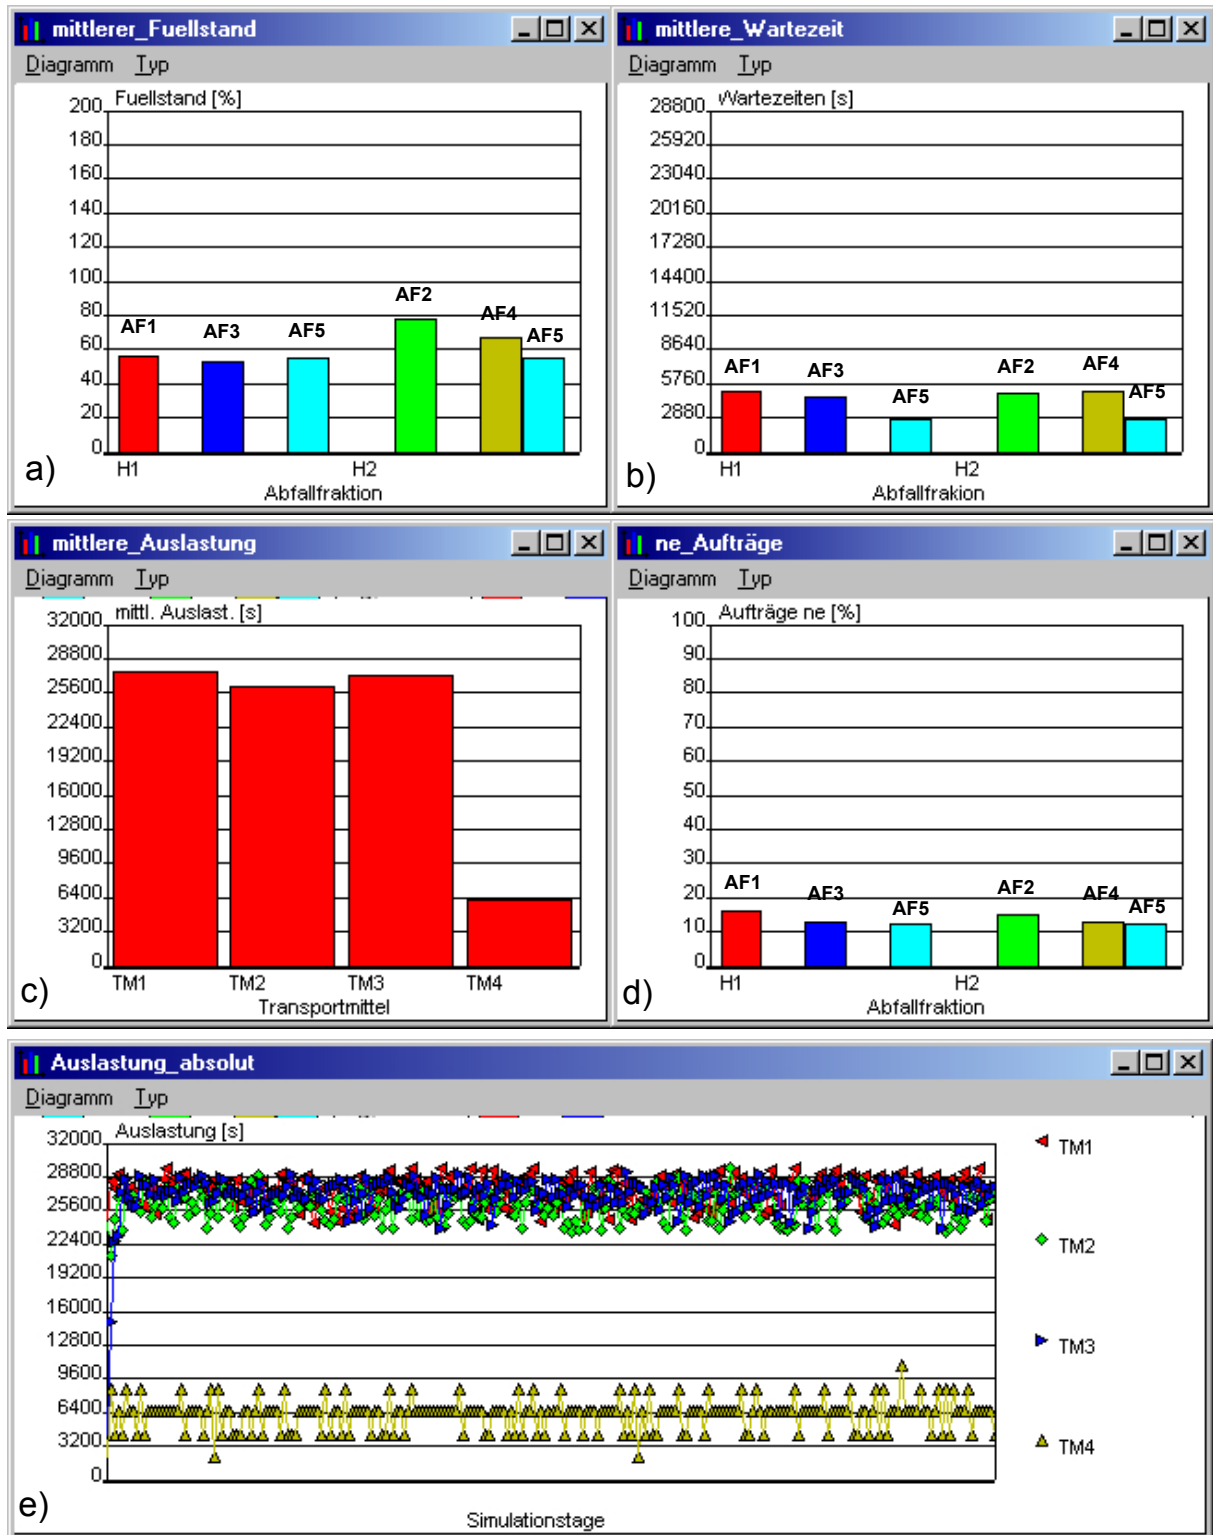 mittlerer_Fuellstand
Diagramm Typ
Fuellstand [%]
200
180
160
140
120
100
80
60
40
20
0
AF1
AF3
AF5
AF2
AF4
AF5
H1 H2
Abfallfraktion
a)
mittlere_Wartezeit
Diagramm Typ
Wartezeiten [s]
28800
25920
23040
20160
17280
14400
11520
8640
5760
2880
0
AF1
AF3
AF5
AF2
AF4
AF5
H1 H2
Abfallfrakion
b)
mittlere_Auslastung
Diagramm Typ
mittl. Auslast. [s]
32000
28800
25600
22400
19200
16000
12800
9600
6400
3200
0
TM1 TM2 TM3 TM4
Transportmittel
c)
ne_Aufträge
Diagramm Typ
Aufträge ne [%]
100
90
80
70
60
50
40
30
20
10
0
AF1
AF3
AF5
AF2
AF4
AF5
H1 H2
Abfallfraktion
d)
Auslastung_absolut
Diagramm Typ
Auslastung [s]
32000
28800
25600
22400
19200
16000
12800
9600
6400
3200
0
TM1
TM2
TM3
TM4
Simulationstage
e)